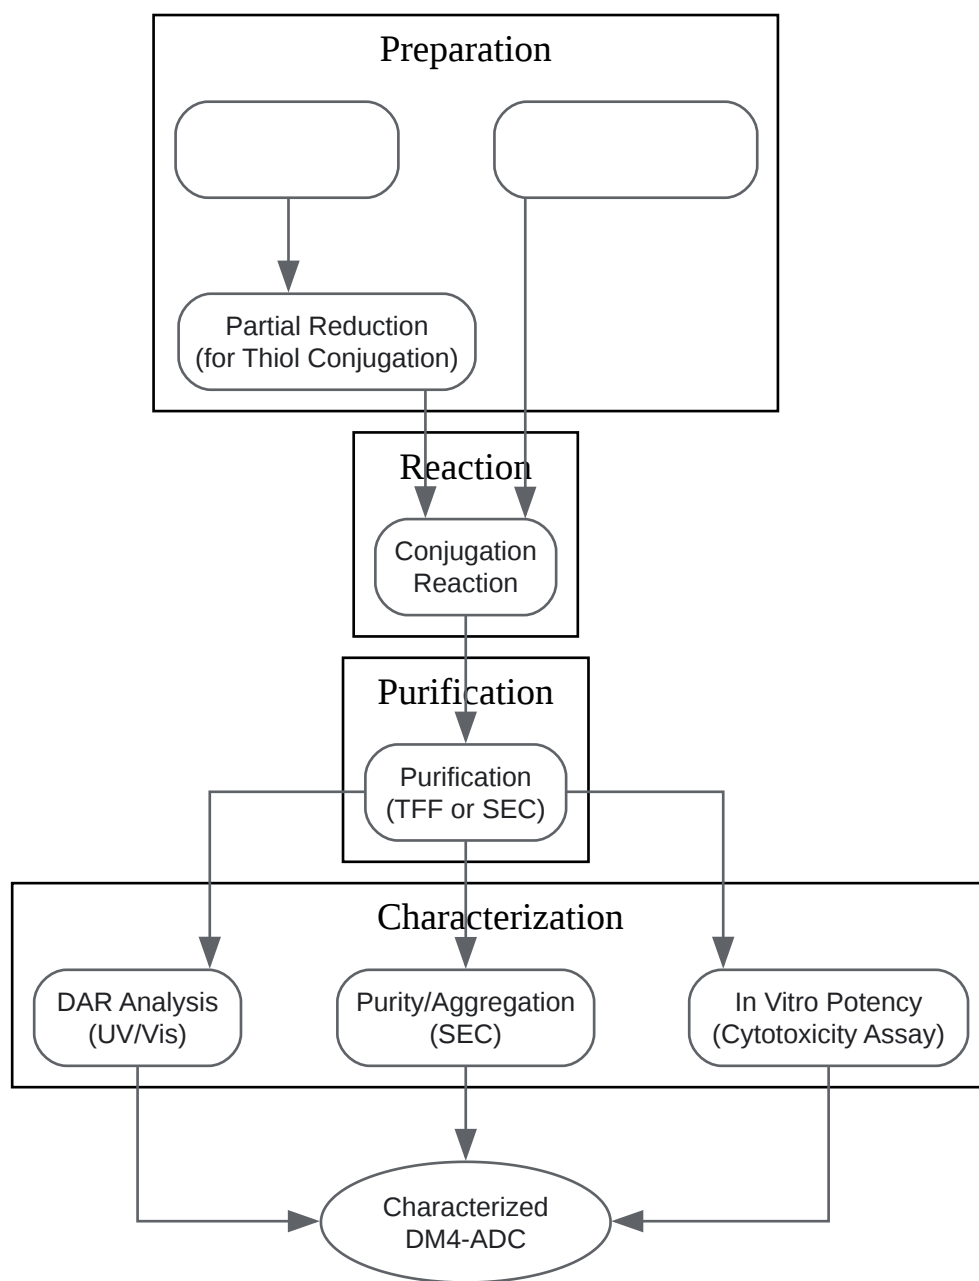 Preparation
Partial Reduction
(for Thiol Conjugation)
Reaction
Conjugation
Reaction
Purification
Purification
(TFF or SEC)
Characterization
DAR Analysis
(UV/Vis)
Purity/Aggregation
(SEC)
In Vitro Potency
(Cytotoxicity Assay)
Characterized
DM4-ADC